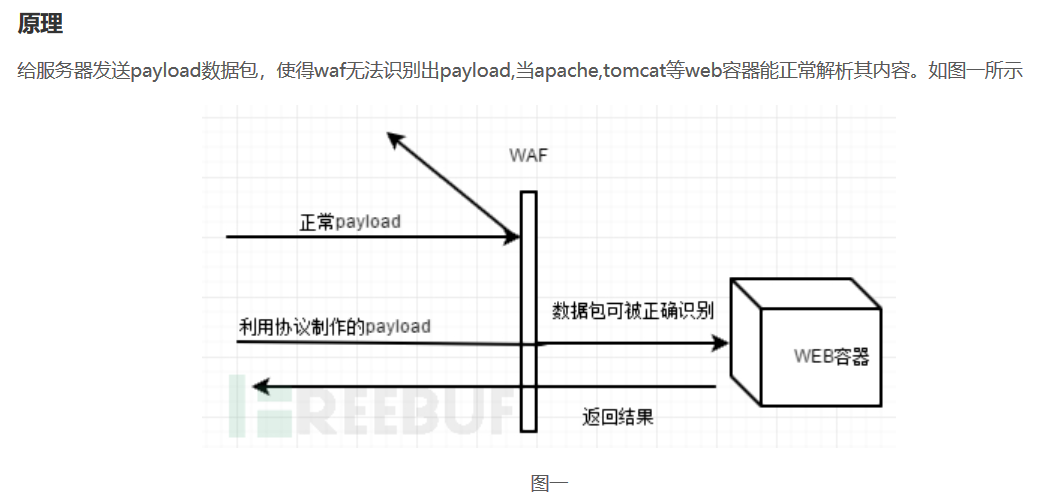 原理
给服务器发送payload数据包，使得waf无法识别出payload,当apache,tomcat等web容器能正常解析其内容。如图一所示
WAF
正常payload
数据包可被正确识别
利用协议制作的payload
WEB容器
REEBUF
返回结果
图一